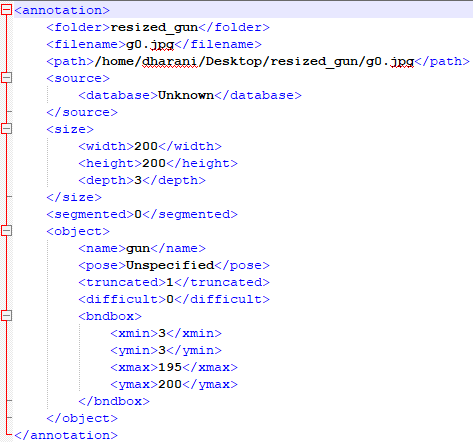 <annotation>
    <folder>resized_gun</folder>
    <filename>g0.jpg</filename>
    <path>/home/dharani/Desktop/resized_gun/g0.jpg</path>
    <source>
        <database>Unknown</database>
    </source>
    <size>
        <width>200</width>
        <height>200</height>
        <depth>3</depth>
    </size>
    <segmented>0</segmented>
    <object>
        <name>gun</name>
        <pose>Unspecified</pose>
        <truncated>1</truncated>
        <difficult>0</difficult>
        <bndbox>
            <xmin>3</xmin>
            <ymin>3</ymin>
            <xmax>195</xmax>
            <ymax>200</ymax>
        </bndbox>
    </object>
</annotation>